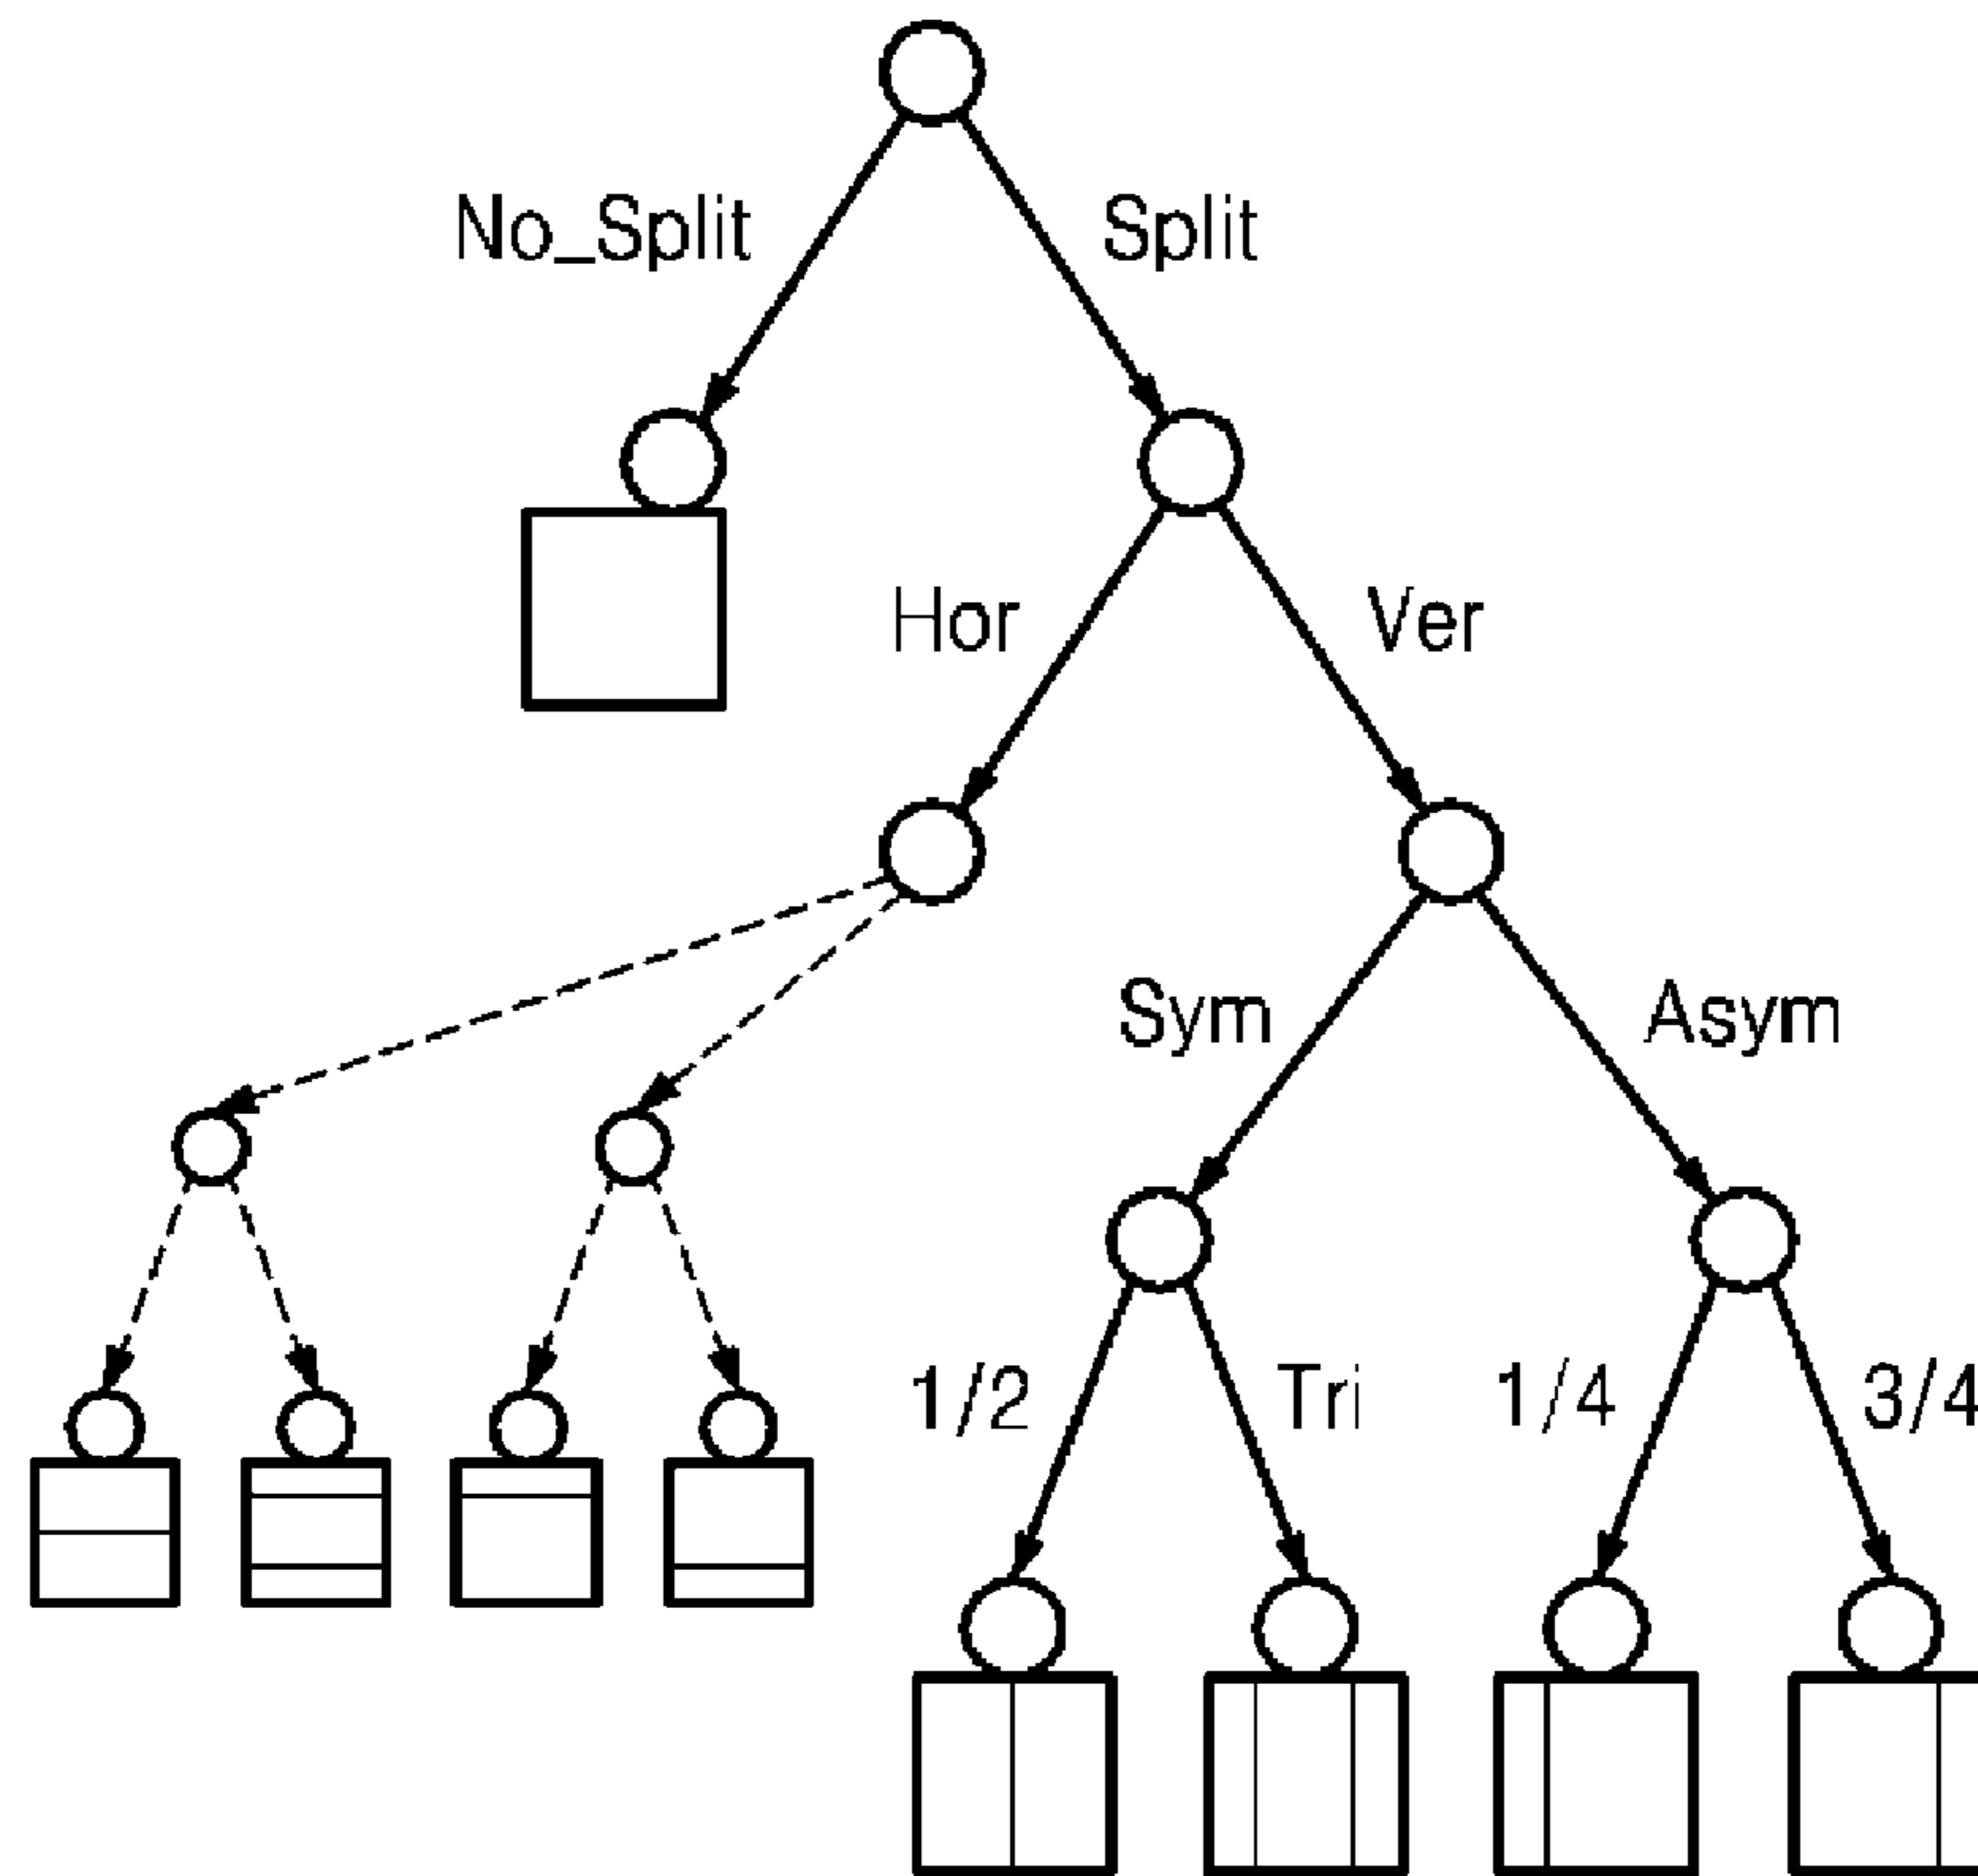 No_Split Split
Hor Ver
Sym Asym
1/2 Tri 1/4 3/4